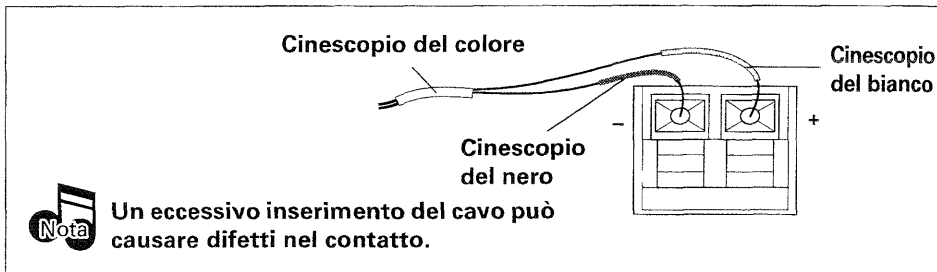 Cinescopio del colore
Cinescopio
del bianco
–
+
Cinescopio
del nero
Nota
Un eccessivo inserimento del cavo può
causare difetti nel contatto.